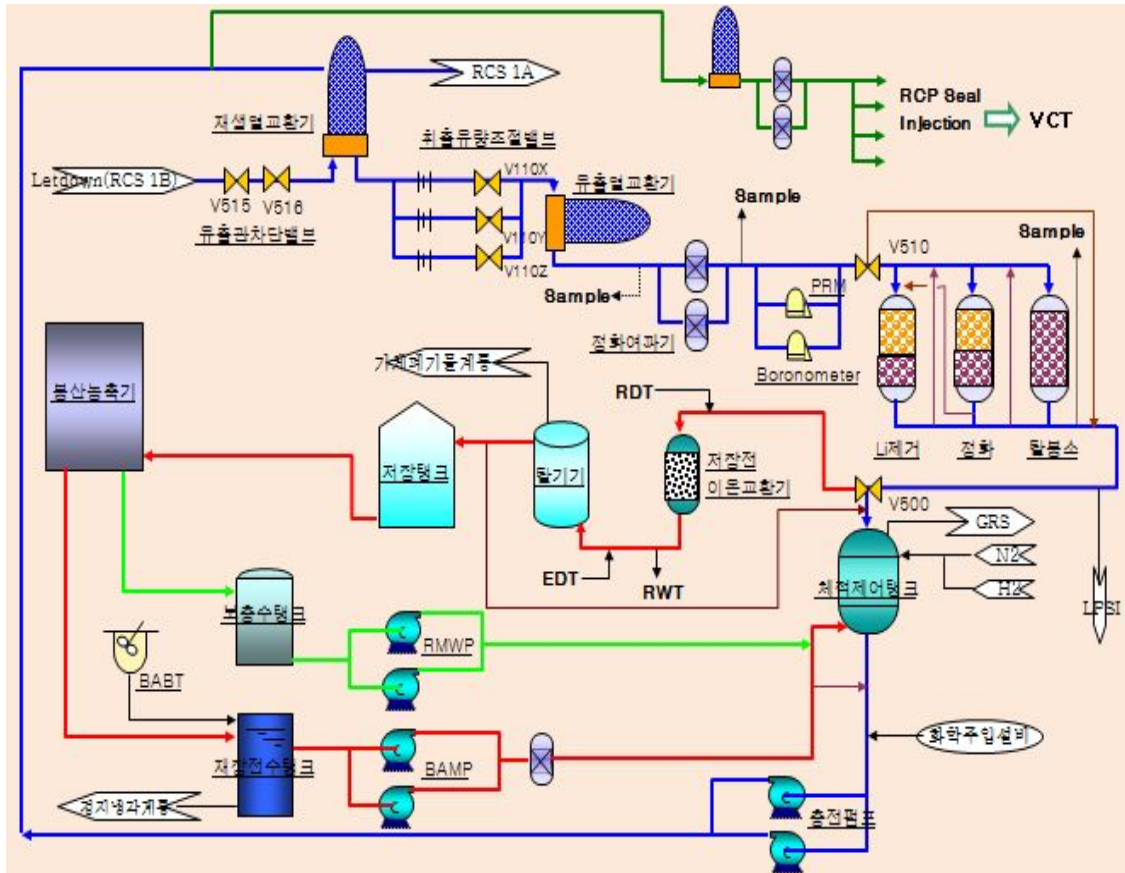 RCS 1A
RCP Seal
Injection
VCT
재생열교환기
취출유량조절밸브
Letdown(RCS 1B)
V515
V516
유출관차단밸브
V110X
V110Y
V110Z
유출열교환기
Sample
Sample
Sample
V510
PRM
정화여과기
Boronometer
Li제거
정화
탈붕소
붕산농축기
기체폐기물계통
RDT
저장탱크
탈기기
저장전
이온교환기
V500
GRS
N2
H2
체적제어탱크
LPSI
EDT
RWT
보충수탱크
RMWP
BABT
재장전수탱크
BAMP
화학주입설비
정지냉각계통
충전펌프